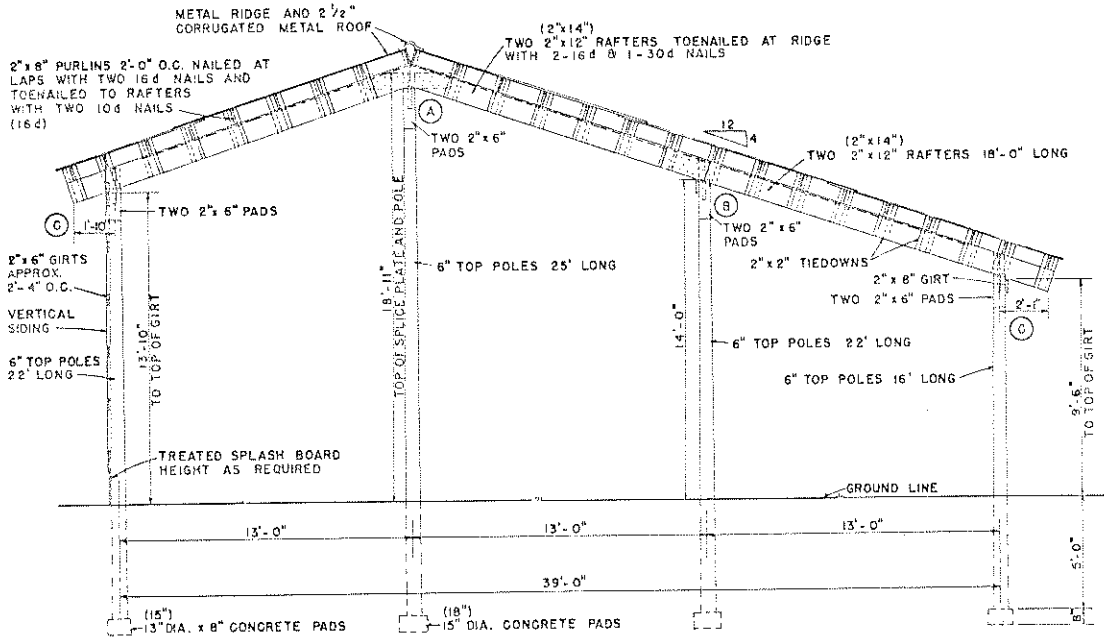 METAL RIDGE AND 2 1/2"
CORRUGATED METAL ROOF
(2"x14")
TWO 2"x12" RAFTERS TOENAILED AT RIDGE
WITH 2-16d & 1-30d NAILS
2"x 8" PURLINS 2'-0" O.C. NAILED AT
LAPS WITH TWO 16d NAILS AND
TOENAILED TO RAFTERS
WITH TWO 10d NAILS
(16d)
A
TWO 2"x 6"
PADS
12
4
(2"x14")
TWO 2"x12" RAFTERS 18'-0" LONG
C
1'-10"
TWO 2"x 6" PADS
B
TWO 2"x 6"
PADS
2"x 6" GIRTS
APPROX.
2'-4" O.C.
6" TOP POLES 25' LONG
2"x 2" TIEDOWNS
2"x 8" GIRT
TWO 2"x 6" PADS
2'-1"
C
VERTICAL
SIDING
13'-10"
TO TOP OF GIRT
18'-11"
TOP OF SPLICE PLATE AND POLE
14'-0"
6" TOP POLES 22' LONG
6" TOP POLES
22' LONG
6" TOP POLES 16' LONG
9'-6"
TO TOP OF GIRT
TREATED SPLASH BOARD
HEIGHT AS REQUIRED
GROUND LINE
13'-0"
13'-0"
13'-0"
39'-0"
5'-0"
8"
(15")
13" DIA. x 8" CONCRETE PADS
(18")
15" DIA. CONCRETE PADS